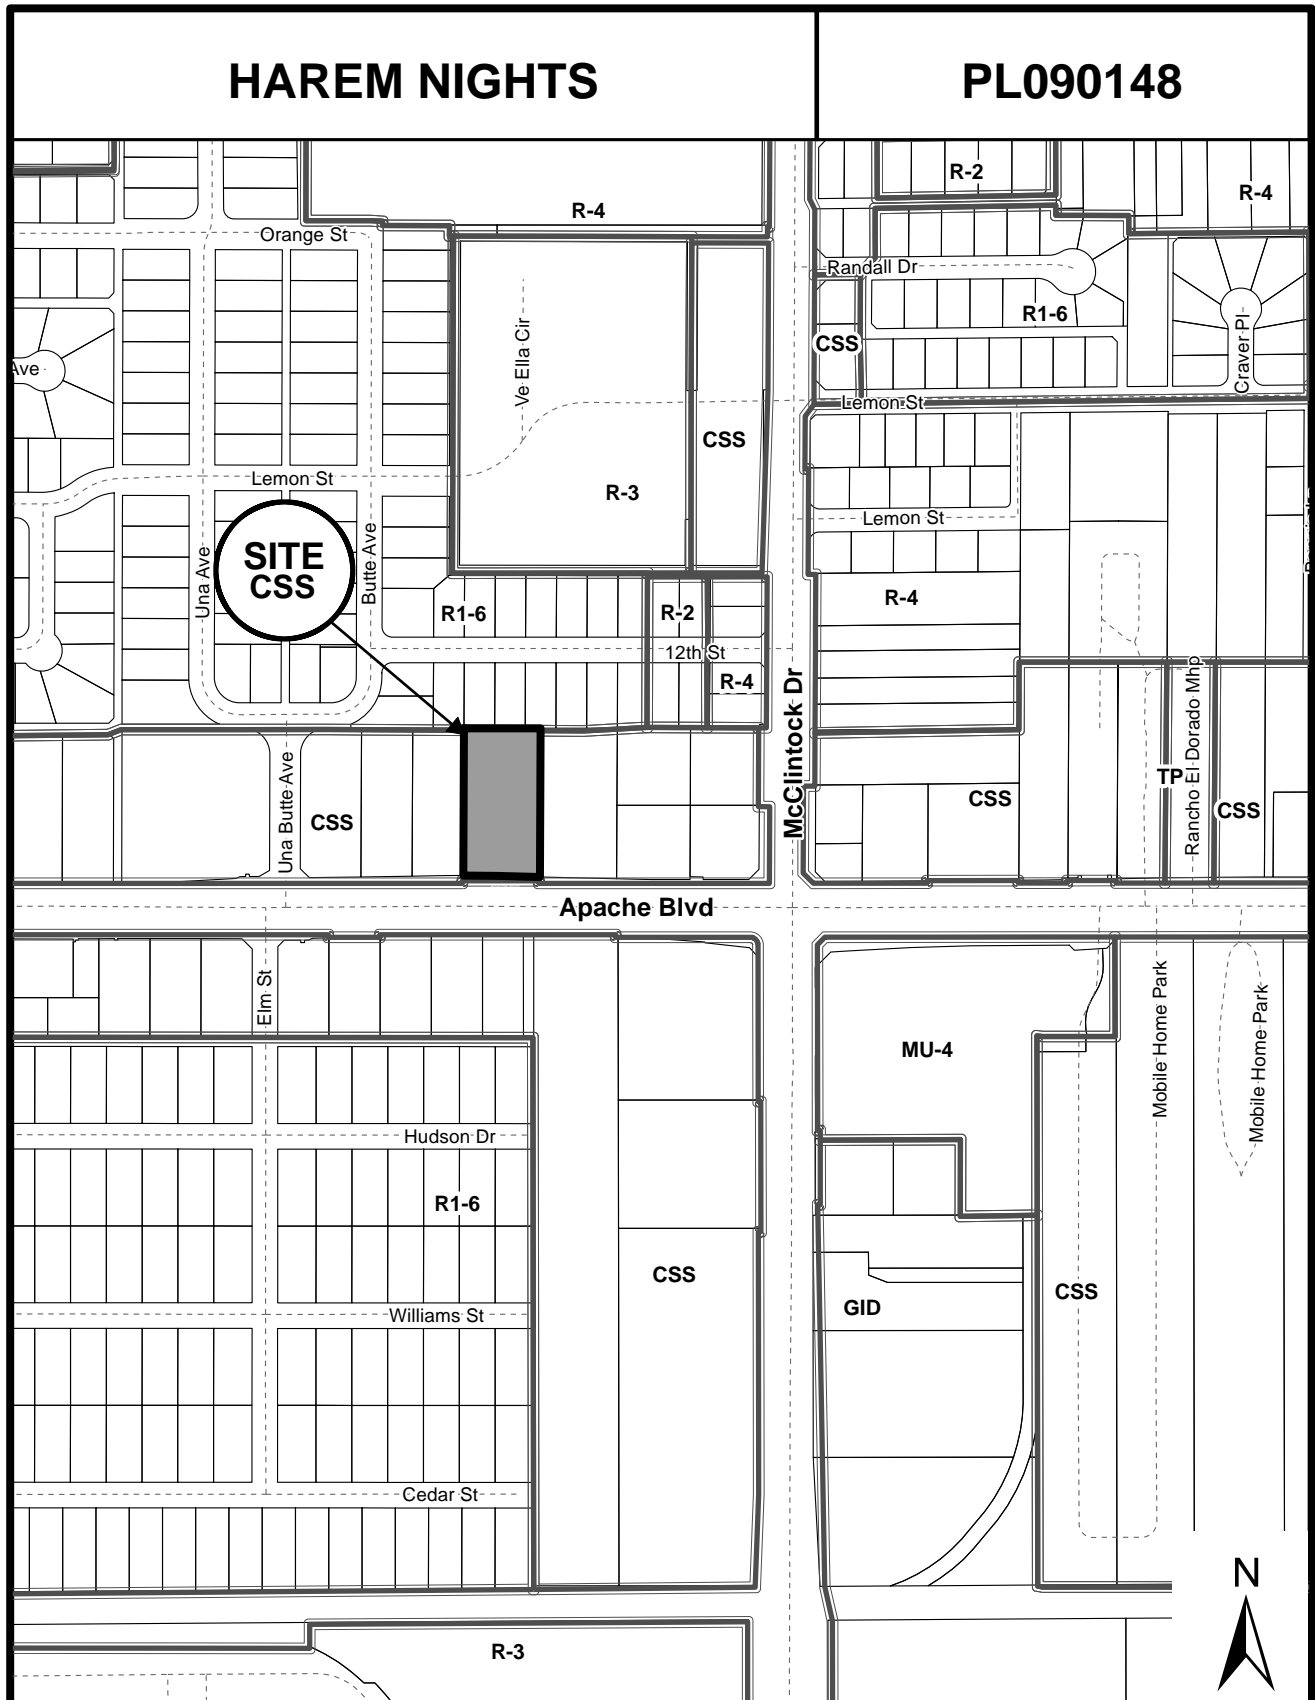 HAREM NIGHTS
PL090148
R-2
R-4
R-4
Orange St
Randall Dr
R1-6
Craver Pl
Ve Ella Cir
CSS
Ave
Lemon St
CSS
R-3
Lemon St
Lemon St
SITE
CSS
Una Ave
Butte Ave
R1-6
R-2
R-4
12th St
R-4
McClintock Dr
Una Butte Ave
CSS
CSS
TP
Rancho El Dorado Mhp
CSS
Apache Blvd
Elm St
MU-4
Mobile Home Park
Mobile Home Park
Hudson Dr
R1-6
CSS
CSS
GID
Williams St
Cedar St
N
R-3